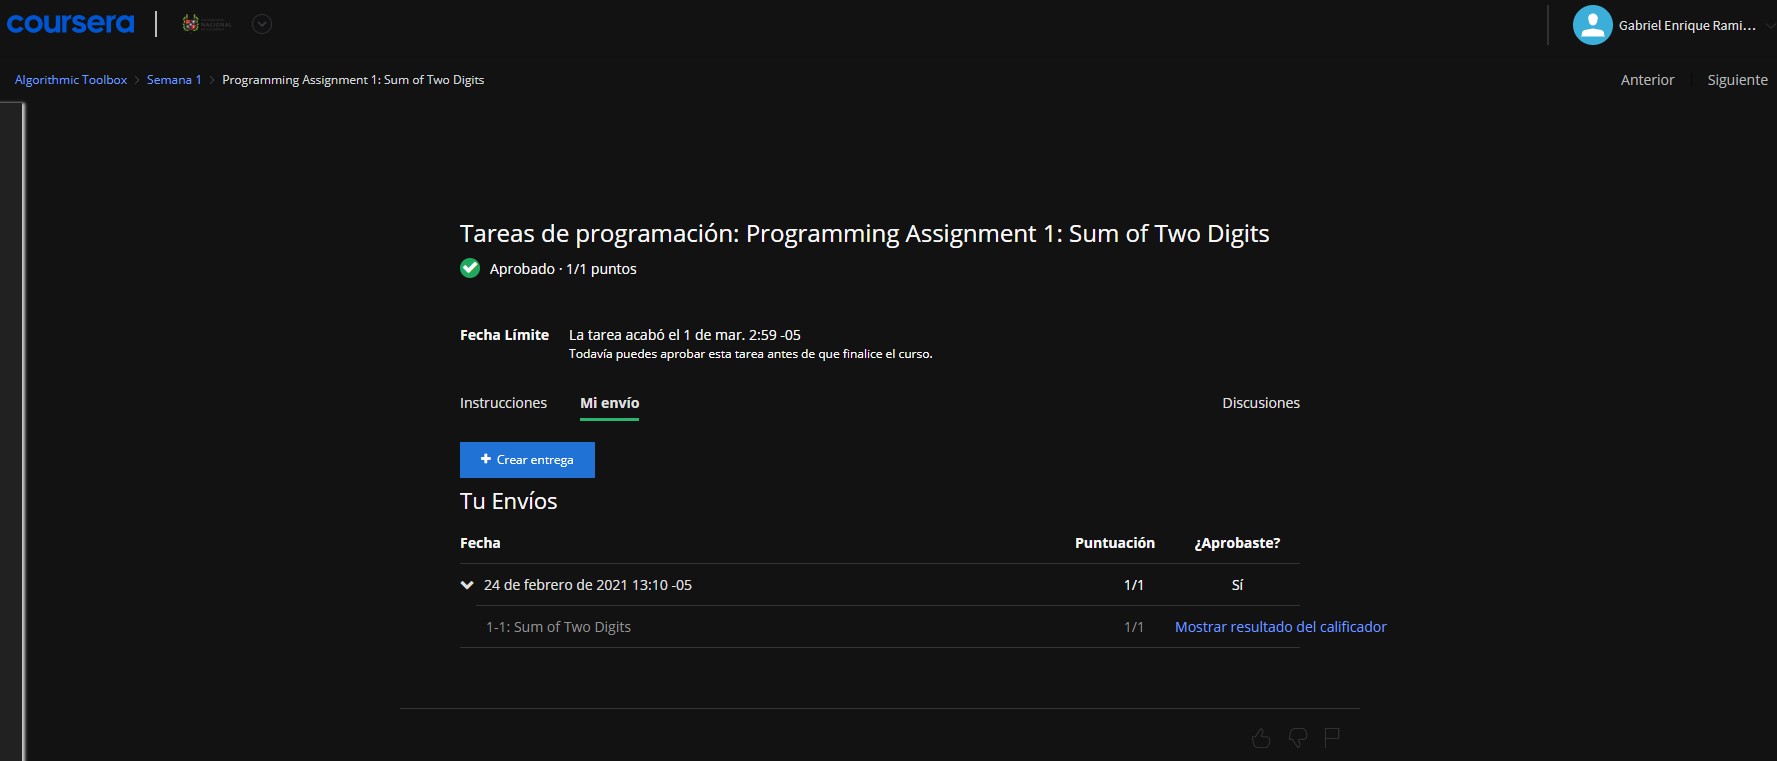 coursera
NACIONAL
Gabriel Enrique Rami...
Algorithmic Toolbox > Semana 1 > Programming Assignment 1: Sum of Two Digits
Anterior
Siguiente
Tareas de programación: Programming Assignment 1: Sum of Two Digits
Aprobado · 1/1 puntos
Fecha Límite
La tarea acabó el 1 de mar. 2:59 -05
Todavía puedes aprobar esta tarea antes de que finalice el curso.
Instrucciones
Mi envío
Discusiones
+ Crear entrega
Tu Envíos
Fecha
Puntuación
¿Aprobaste?
24 de febrero de 2021 13:10 -05
1/1
Sí
1-1: Sum of Two Digits
1/1
Mostrar resultado del calificador